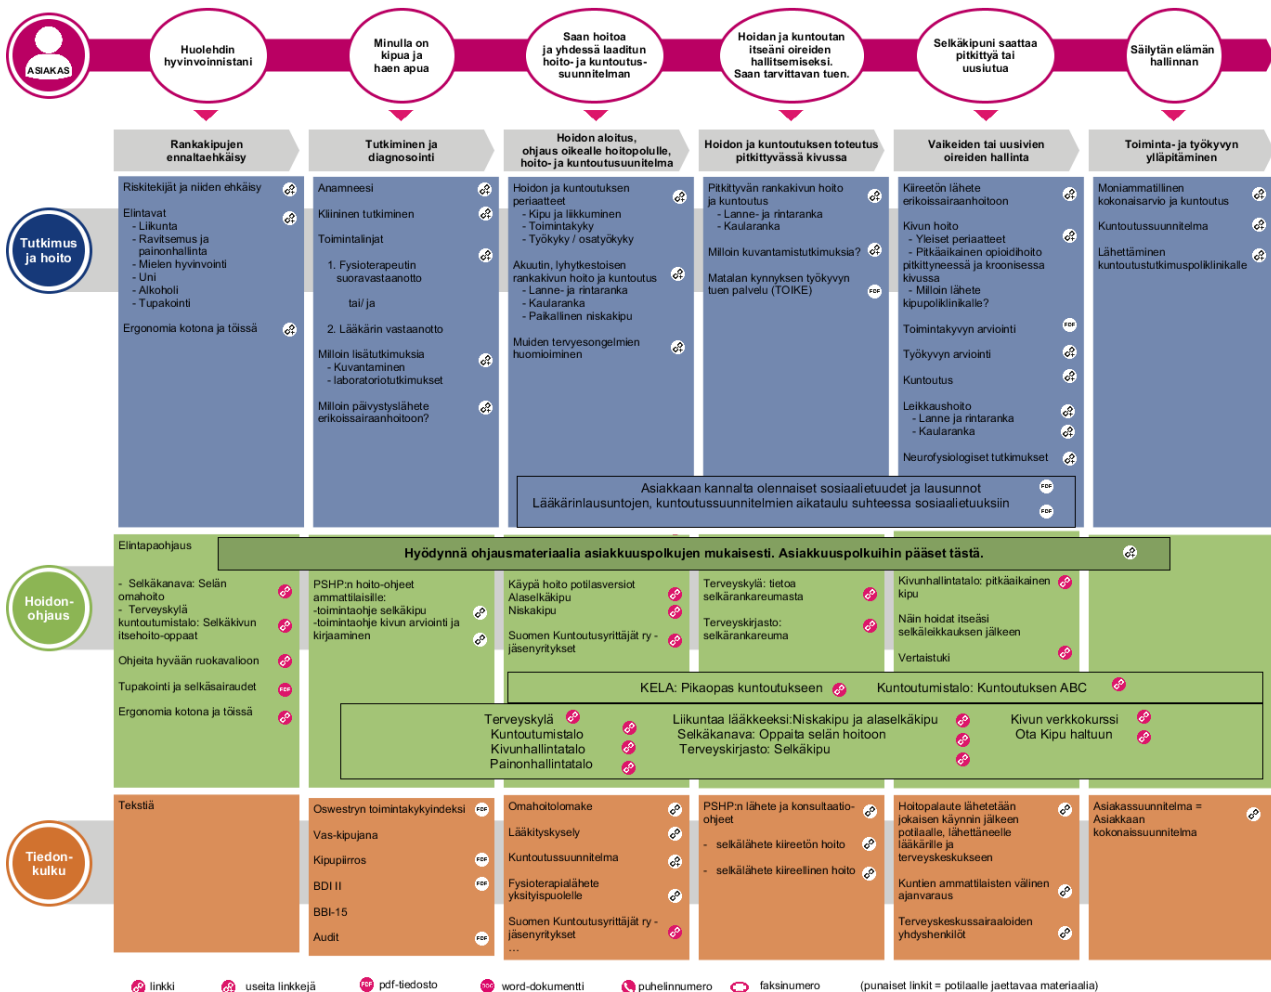 ASIAKAS
Huolehdin
hyvinvoinnistani
Minulla on
kipua ja
haen apua
Saan hoitoa
ja yhdessä laaditun
hoito- ja kuntoutus-
suunnitelman
Hoidan ja kuntoutan
itseäni oireiden
hallitsemiseksi.
Saan tarvittavan tuen.
Selkäkipuni saattaa
pitkittyä tai
uusiutua
Säilytän elämän
hallinnan
Rankakipujen
ennaltaehkäisy
Tutkiminen ja
diagnosointi
Hoidon aloitus,
ohjaus oikealle hoitopolulle,
hoito- ja kuntoutusuunitelma
Hoidon ja kuntoutuksen toteutus
pitkittyvässä kivussa
Vaikeiden tai uusivien
oireiden hallinta
Toiminta- ja työkyvyn
ylläpitäminen
Tutkimus
ja hoito
Riskitekijät ja niiden ehkäisy
Elintavat
- Liikunta
- Ravitsemus ja
painonhallinta
- Mielen hyvinvointi
- Uni
- Alkoholi
- Tupakointi
Ergonomia kotona ja töissä
Anamneesi
Kliininen tutkiminen
Toimintalinjat
1. Fysioterapeutin
suoravastaanotto
tai/ ja
2. Lääkärin vastaanotto
Milloin lisätutkimuksia
- Kuvantaminen
- laboratoriotutkimukset
Milloin päivystyslähete
erikoissairaanhoitoon?
Hoidon ja kuntoutuksen
periaatteet
- Kipu ja liikkuminen
- Toimintakyky
- Työkyky / osatyökyky
Akuutin, lyhytkestoisen
rankakivun hoito ja kuntoutus
- Lanne- ja rintaranka
- Kaularanka
- Paikallinen niskakipu
Muiden tervyesongelmien
huomioiminen
Pitkittyvän rankakivun hoito
ja kuntoutus
- Lanne- ja rintaranka
- Kaularanka
Milloin kuvantamistutkimuksia?
Matalan kynnyksen työkyvyn
tuen palvelu (TOIKE)
PDF
Kiireetön lähete
erikoissairaanhoitoon
Kivun hoito
- Yleiset periaatteet
- Pitkäaikainen opioidihoito
pitkittyneessä ja kroonisessa
kivussa
- Milloin lähete
kipupoliklinikalle?
Toimintakyvyn arviointi
PDF
Työkyvyn arviointi
Kuntoutus
Leikkaushoito
- Lanne ja rintaranka
- Kaularanka
Neurofysiologiset tutkimukset
Moniammatillinen
kokonaisarvio ja kuntoutus
Kuntoutussuunnitelma
Lähettäminen
kuntoutustutkimuspoliklinikalle
Asiakkaan kannalta olennaiset sosiaalietuudet ja lausunnot
PDF
Lääkärinlausuntojen, kuntoutussuunnitelmien aikataulu suhteessa sosiaalietuuksiin
PDF
Hoidon-
ohjaus
Elintapaohjaus
Hyödynnä ohjausmateriaalia asiakkuuspolkujen mukaisesti. Asiakkuuspolkuihin pääset tästä.
- Selkäkanava: Selän
omahoito
- Terveyskylä
kuntoutumistalo: Selkäkivun
itsehoito-oppaat
Ohjeita hyvään ruokavalioon
Tupakointi ja selkäsairaudet
PDF
Ergonomia kotona ja töissä
PSHP:n hoito-ohjeet
ammattilaisille:
-toimintaohje selkäkipu
-toimintaohje kivun arviointi ja
kirjaaminen
Käypä hoito potilasversiot
Alaselkäkipu
Niskakipu
Suomen Kuntoutusyrittäjät ry -
jäsenyritykset
Terveyskylä: tietoa
selkärankareumasta
Terveyskirjasto:
selkärankareuma
Kivunhallintatalo: pitkäaikainen
kipu
Näin hoidat itseäsi
selkäleikkauksen jälkeen
Vertaistuki
KELA: Pikaopas kuntoutukseen
Kuntoutumistalo: Kuntoutuksen ABC
Terveyskylä
Kuntoutumistalo
Kivunhallintatalo
Painonhallintatalo
Liikuntaa lääkkeeksi:Niskakipu ja alaselkäkipu
Selkäkanava: Oppaita selän hoitoon
Terveyskirjasto: Selkäkipu
Kivun verkkokurssi
Ota Kipu haltuun
Tiedon-
kulku
Tekstiä
Oswestryn toimintakykyindeksi
PDF
Vas-kipujana
Kipupiirros
PDF
BDI II
PDF
BBI-15
Audit
PDF
Omahoitolomake
Lääkityskysely
Kuntoutussuunnitelma
Fysioterapialähete
yksityispuolelle
Suomen Kuntoutusyrittäjät ry -
jäsenyritykset
...
PSHP:n lähete ja konsultaatio-
ohjeet
- selkälähete kiireetön hoito
- selkälähete kiireellinen hoito
Hoitopalaute lähetetään
jokaisen käynnin jälkeen
potilaalle, lähettäneelle
lääkärille ja
terveyskeskukseen
Kuntien ammattilaisten välinen
ajanvaraus
Terveyskeskussairaaloiden
yhdyshenkilöt
Asiakassuunnitelma =
Asiakkaan
kokonaissuunnitelma
linkki
useita linkkejä
PDF
pdf-tiedosto
DOC
word-dokumentti
puhelinnumero
faksinumero
(punaiset linkit = potilaalle jaettavaa materiaalia)